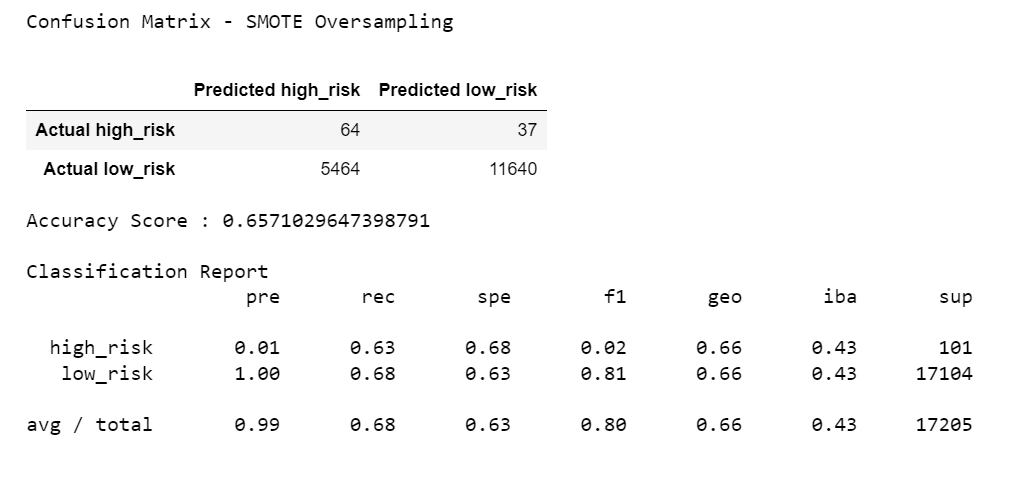 Confusion Matrix - SMOTE Oversampling
Predicted high_risk Predicted low_risk
Actual high_risk 64 37
Actual low_risk 5464 11640
Accuracy Score : 0.6571029647398791
Classification Report
pre rec spe f1 geo iba sup
high_risk 0.01 0.63 0.68 0.02 0.66 0.43 101
low_risk 1.00 0.68 0.63 0.81 0.66 0.43 17104
avg / total 0.99 0.68 0.63 0.80 0.66 0.43 17205